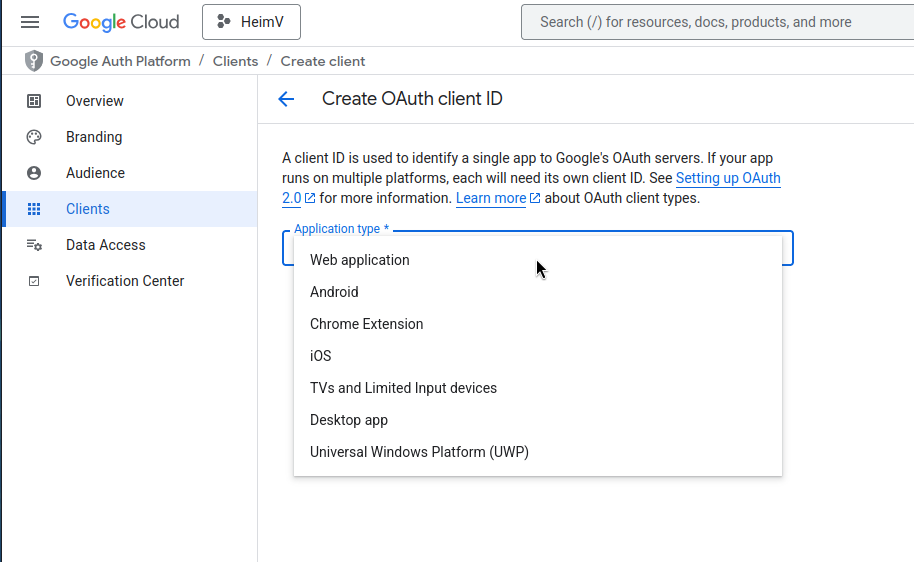 Google Cloud
HeimV
Search (/) for resources, docs, products, and more
Google Auth Platform / Clients / Create client
Overview
Branding
Audience
Clients
Data Access
Verification Center
Create OAuth client ID
A client ID is used to identify a single app to Google's OAuth servers. If your app
runs on multiple platforms, each will need its own client ID. See Setting up OAuth
2.0 for more information. Learn more about OAuth client types.
Application type *
Web application
Android
Chrome Extension
iOS
TVs and Limited Input devices
Desktop app
Universal Windows Platform (UWP)